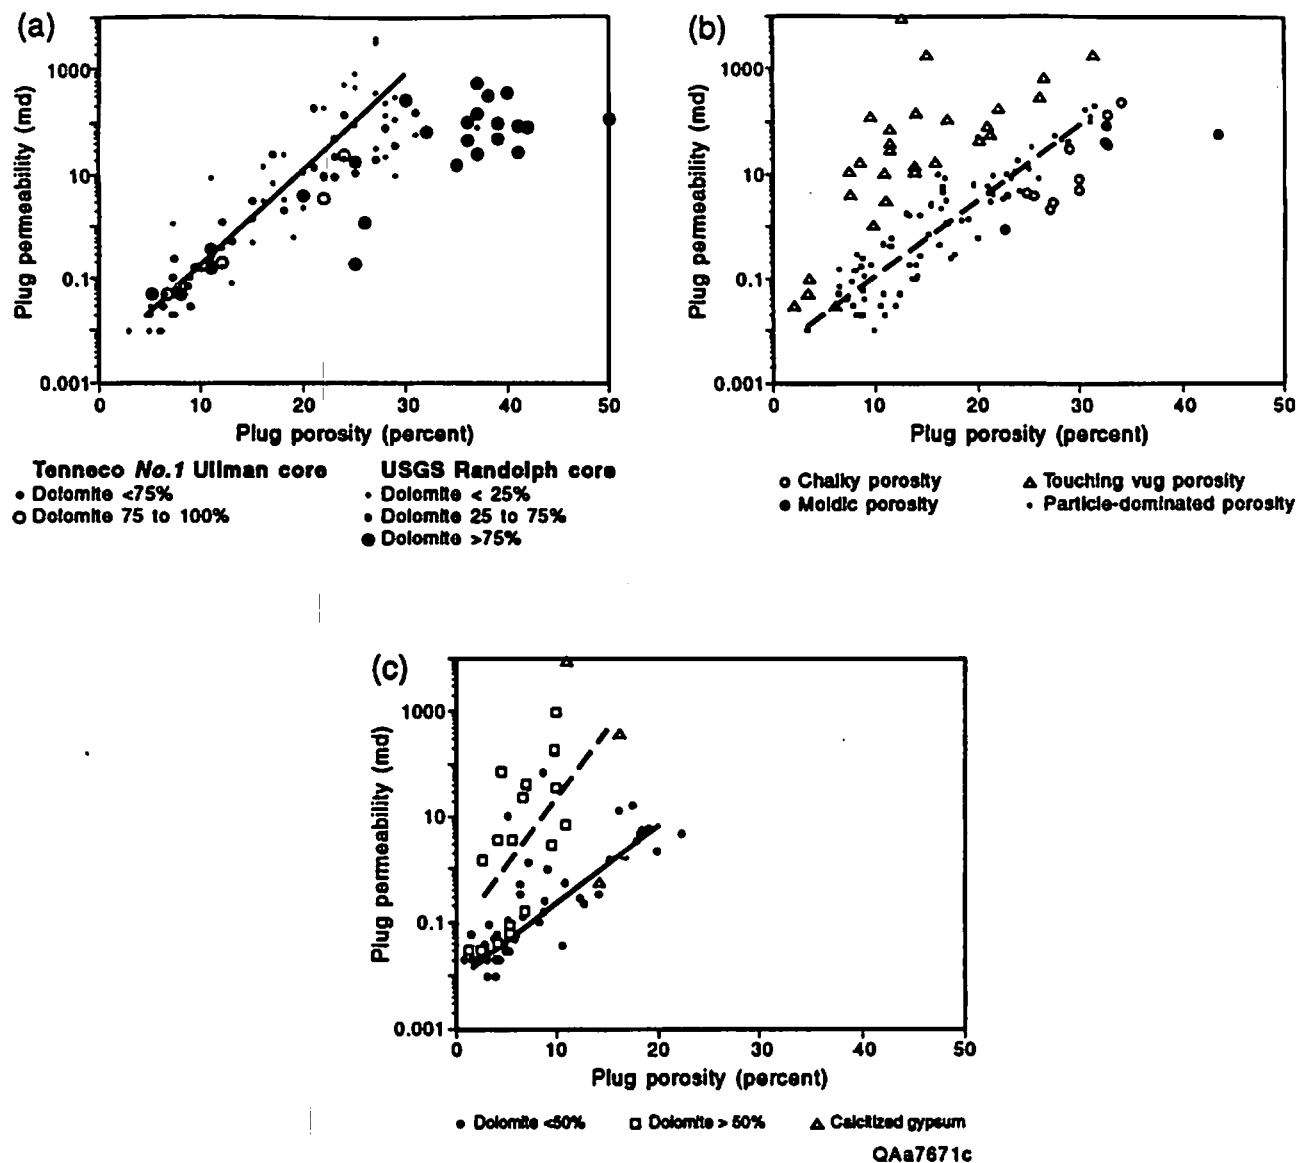 (a)
Plug permeability (md)
1000
10
0.1
0.001
0 10 20 30 40 50
Plug porosity (percent)
Tenneco No.1 Ullman core
Dolomite <75%
Dolomite 75 to 100%
USGS Randolph core
Dolomite < 25%
Dolomite 25 to 75%
Dolomite >75%
(b)
Plug permeability (md)
1000
10
0.1
0.001
0 10 20 30 40 50
Plug porosity (percent)
Chalky porosity
Moldic porosity
Touching vug porosity
Particle-dominated porosity
(c)
Plug permeability (md)
1000
10
0.1
0.001
0 10 20 30 40 50
Plug porosity (percent)
Dolomite <50% Dolomite > 50% Calcitized gypsum
QAa7671c